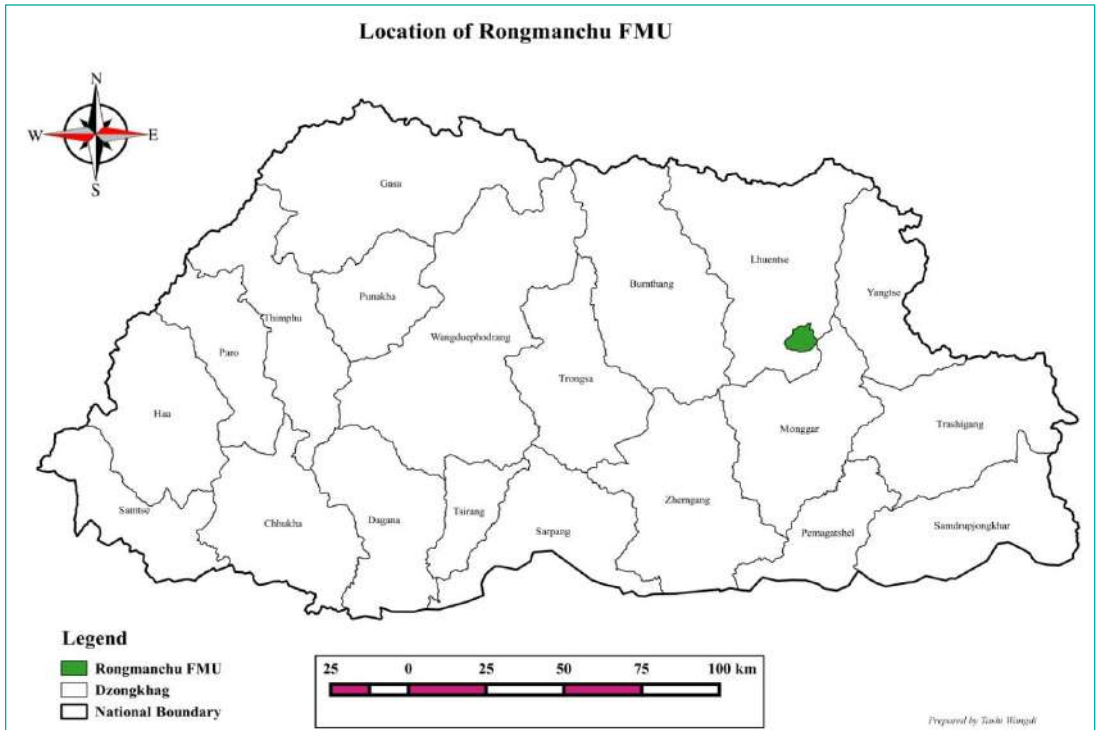 Location of Rongmanchu FMU
N
W E
S
Gasa
Lhuentse
Bumthang
Yangtse
Punakha
Thimphu
Wangduephodrang
Paro
Trongsa
Haa
Trashigang
Monggar
Zhemgang
Samtse
Tsirang
Dagana
Chhukha
Sarpang
Pemagatshel
Samdrupjongkhar
Legend
Rongmanchu FMU
Dzongkhag
National Boundary
25 0 25 50 75 100 km
Prepared by Tashi Wangdi